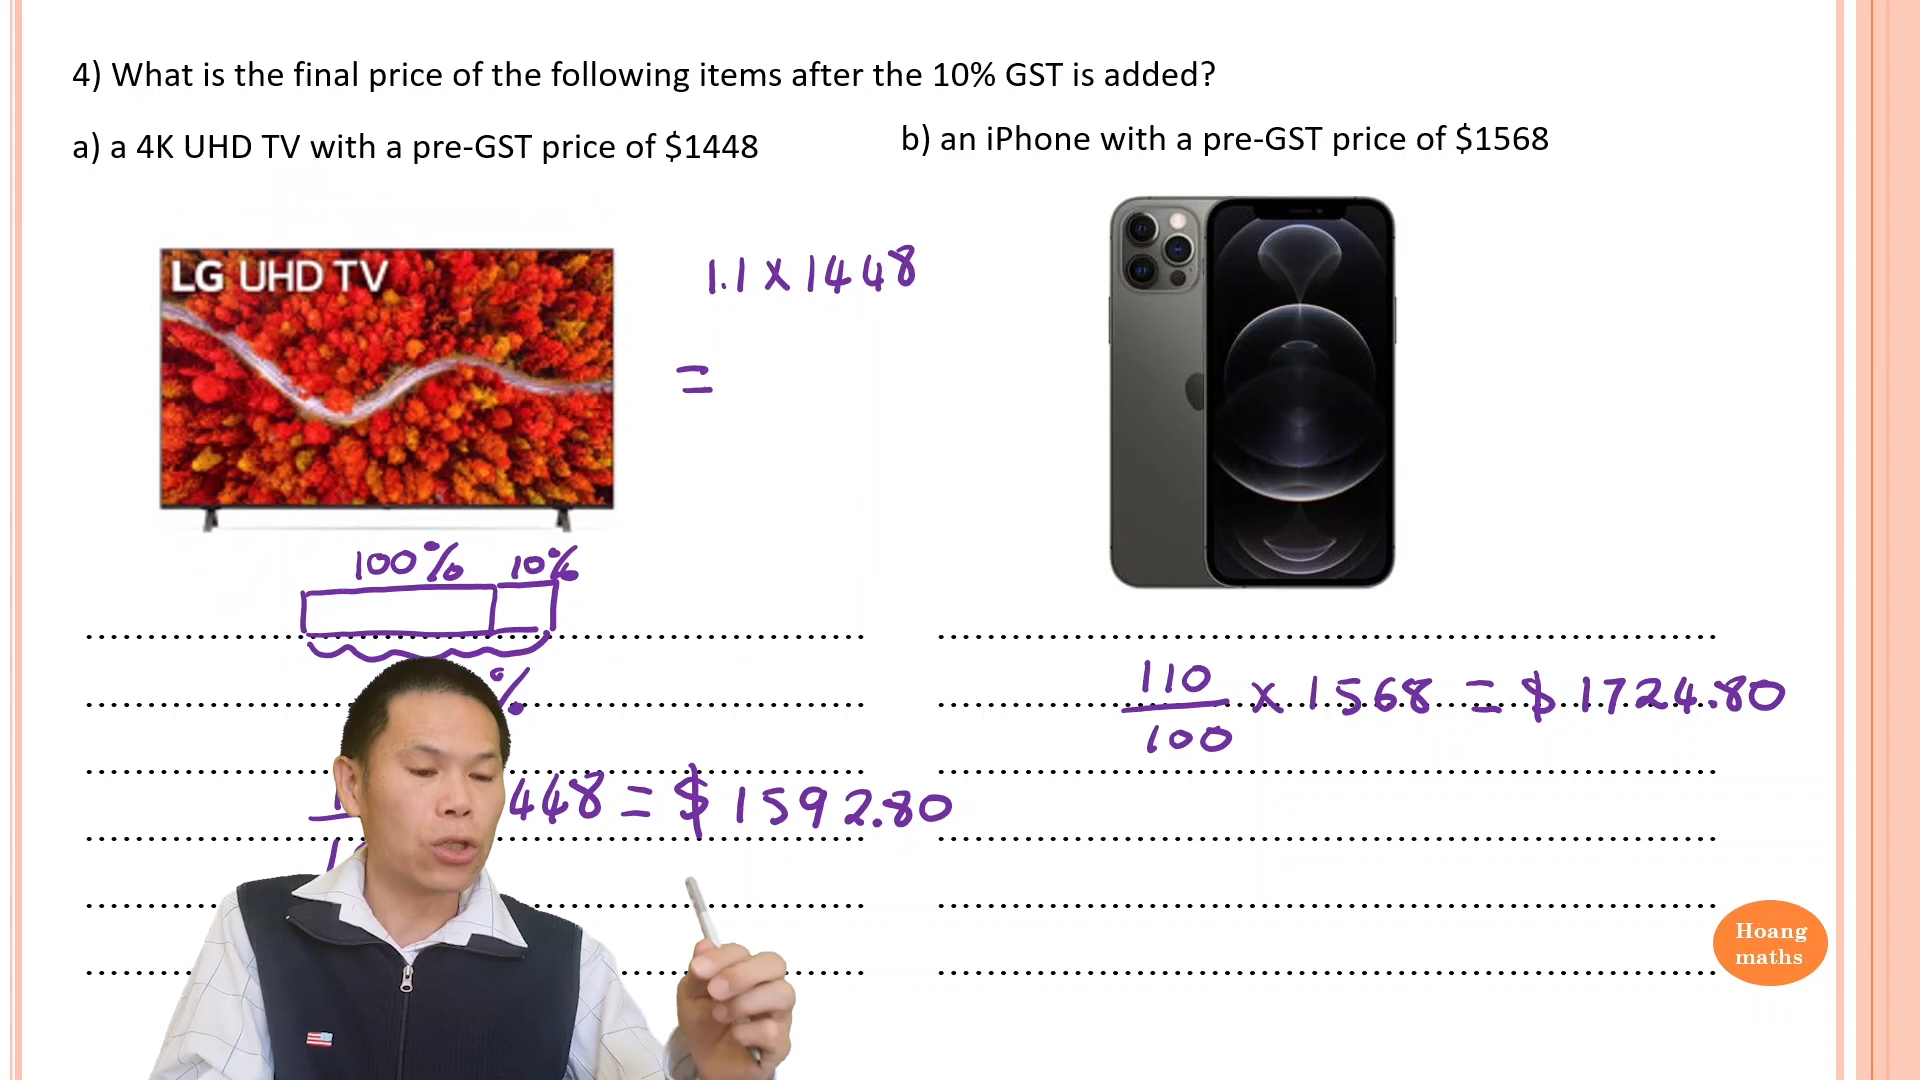 4) What is the final price of the following items after the 10% GST is added?
a) a 4K UHD TV with a pre-GST price of $1448
b) an iPhone with a pre-GST price of $1568
LG UHD TV
1.1 x 1448
=
100% 10%
%
448 = $1592.80
110
100
x 1568 = $1724.80
Hoang
maths